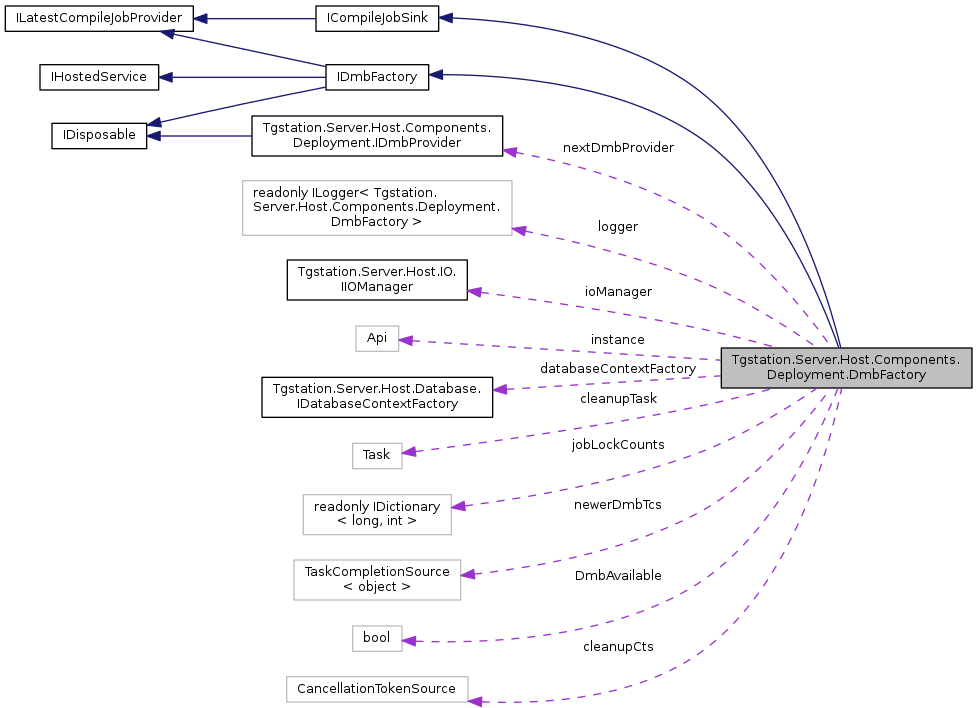 ILatestCompileJobProvider
ICompileJobSink
IHostedService
IDmbFactory
IDisposable
Tgstation.Server.Host.Components.
Deployment.IDmbProvider
nextDmbProvider
readonly ILogger< Tgstation.
Server.Host.Components.Deployment.
DmbFactory >
logger
Tgstation.Server.Host.IO.
IIOManager
ioManager
Api
instance
Tgstation.Server.Host.Components.
Deployment.DmbFactory
databaseContextFactory
Tgstation.Server.Host.Database.
IDatabaseContextFactory
cleanupTask
Task
jobLockCounts
readonly IDictionary
< long, int >
newerDmbTcs
TaskCompletionSource
< object >
DmbAvailable
bool
cleanupCts
CancellationTokenSource